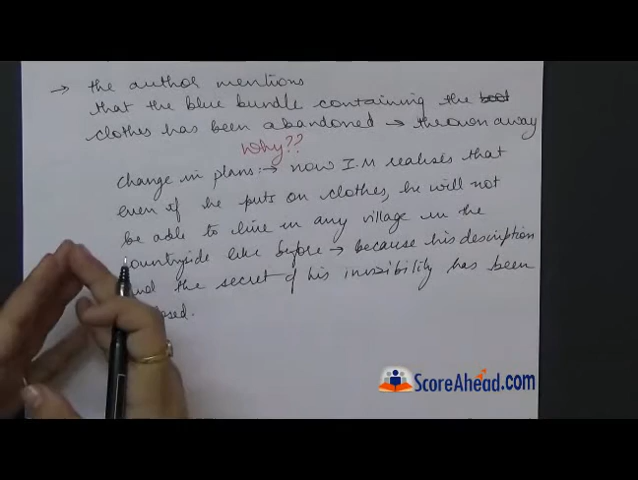 → the author mentions
that the blue bundle containing the boot
clothes has been abandoned → thrown away
Why??
change in plans: → now I.M realises that
even if he puts on clothes, he will not
be able to live in any village in the
countryside like before → because his description
and the secret of his invisibility has been
ScoreAhead.com